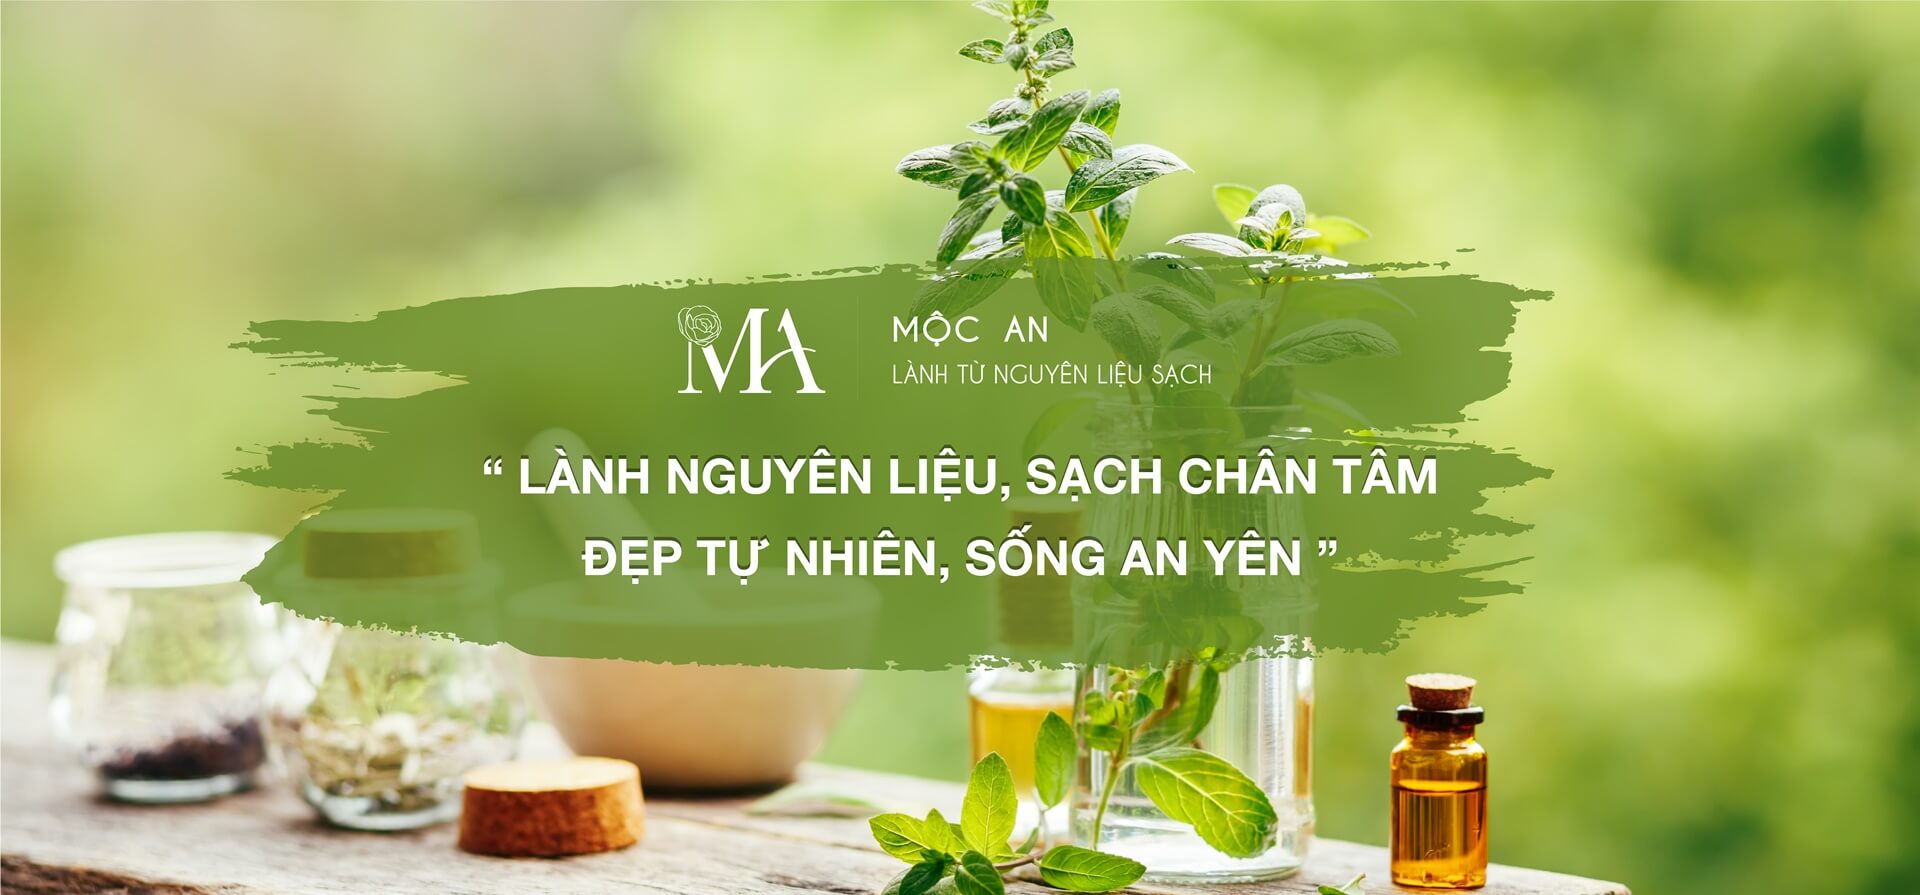 MA
MỘC AN
LÀNH TỪ NGUYÊN LIỆU SẠCH
“ LÀNH NGUYÊN LIỆU, SẠCH CHÂN TÂM
ĐẸP TỰ NHIÊN, SỐNG AN YÊN ”